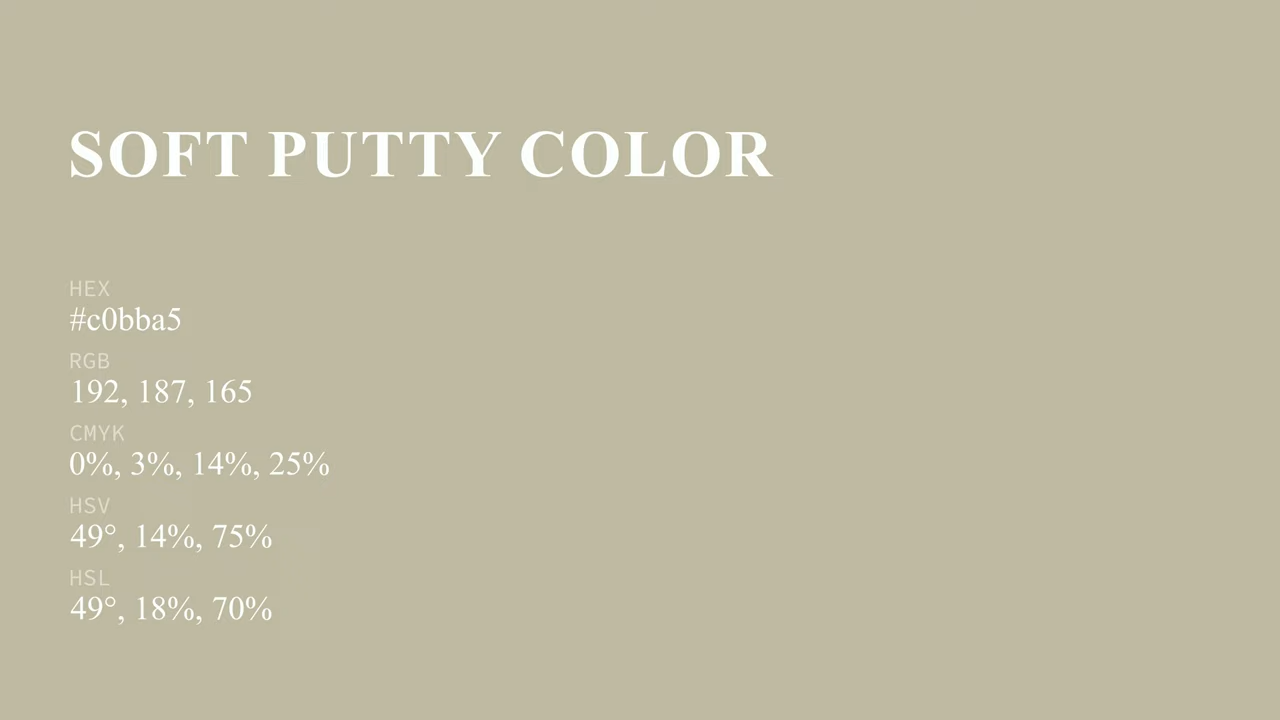 SOFT PUTTY COLOR
HEX
#c0bba5
RGB
192, 187, 165
CMYK
0%, 3%, 14%, 25%
HSV
49°, 14%, 75%
HSL
49°, 18%, 70%